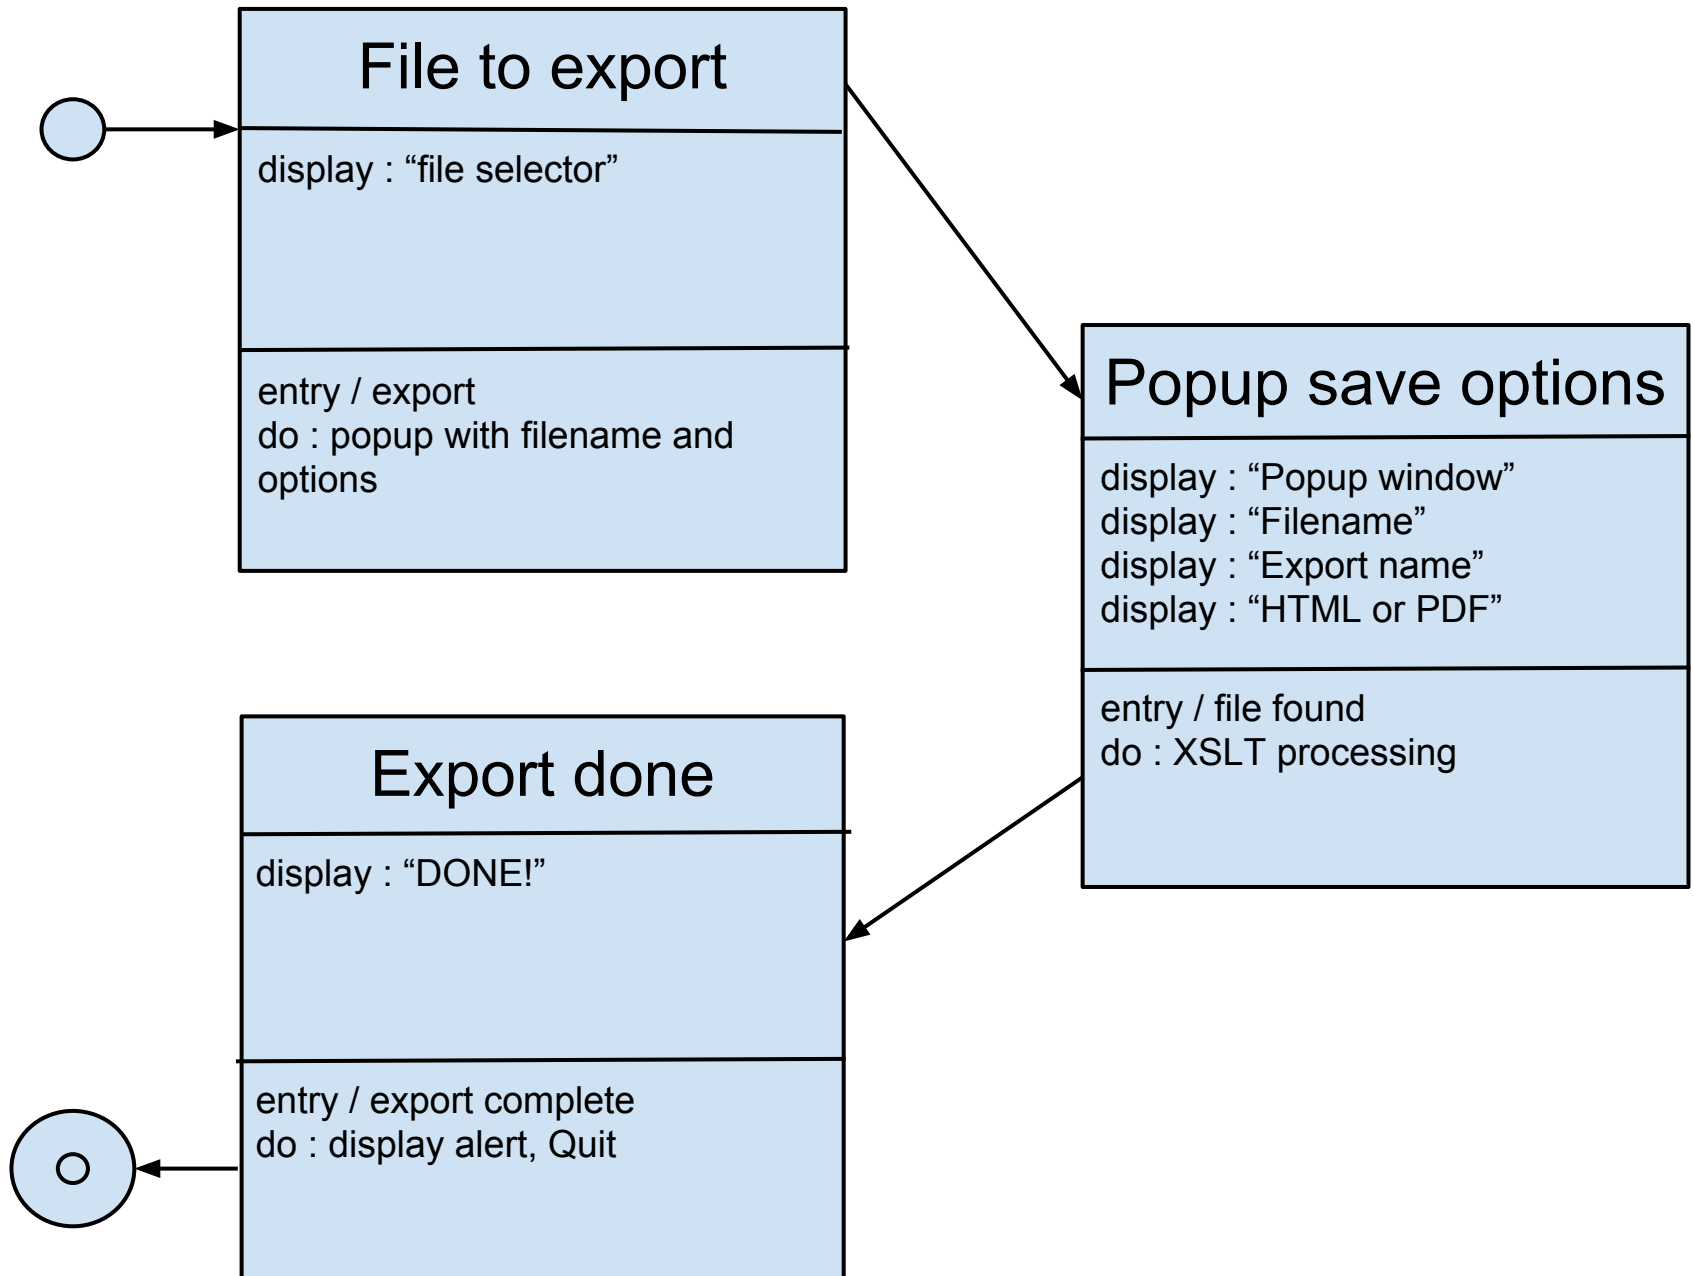 File to export
display : “file selector”
entry / export
do : popup with filename and
options
Popup save options
display : “Popup window”
display : “Filename”
display : “Export name”
display : “HTML or PDF”
entry / file found
do : XSLT processing
Export done
display : “DONE!”
entry / export complete
do : display alert, Quit